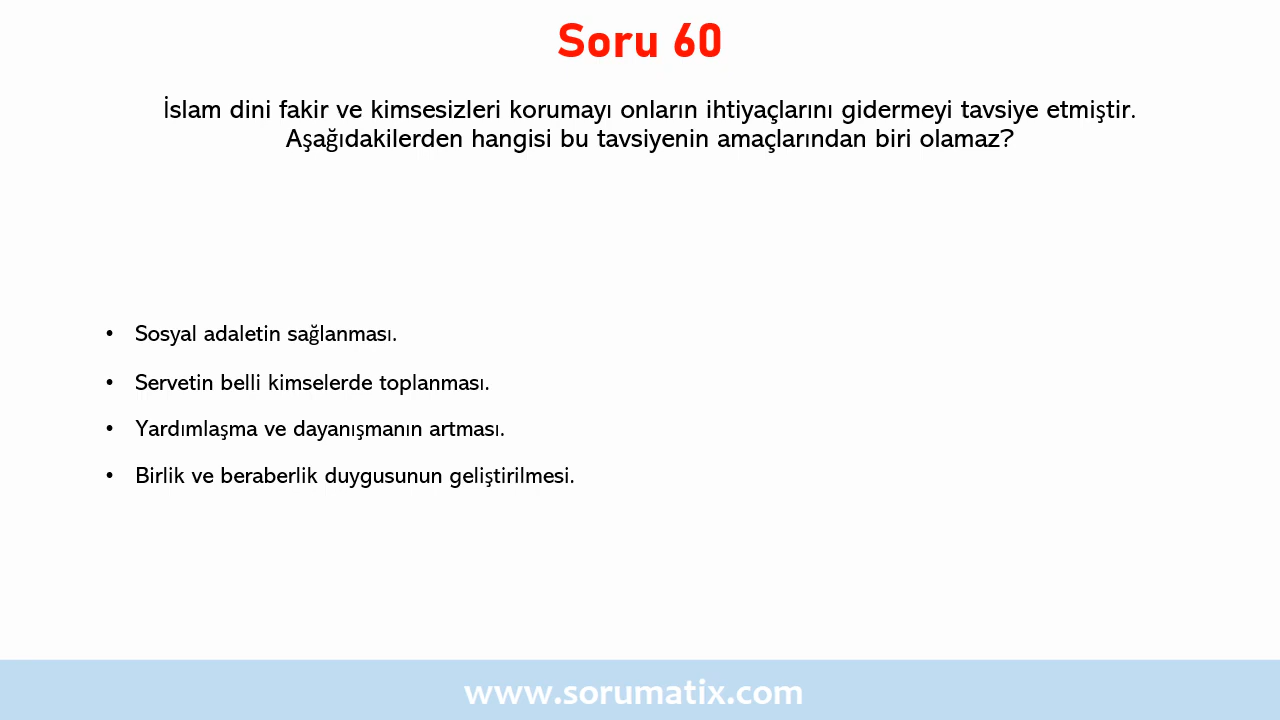 Soru 60
İslam dini fakir ve kimsesizleri korumayı onların ihtiyaçlarını gidermeyi tavsiye etmiştir.
Aşağıdakilerden hangisi bu tavsiyenin amaçlarından biri olamaz?
• Sosyal adaletin sağlanması.
• Servetin belli kimselerde toplanması.
• Yardımlaşma ve dayanışmanın artması.
• Birlik ve beraberlik duygusunun geliştirilmesi.
www.sorumatix.com